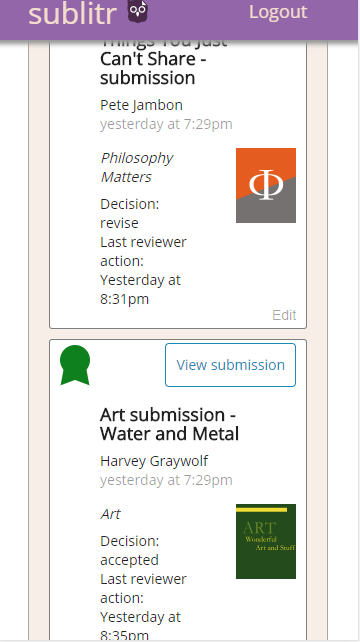 sublitr
Logout
Things You Just
Can't Share -
submission
Pete Jambon
yesterday at 7:29pm
Philosophy
Matters
Φ
Decision:
revise
Last reviewer
action:
Yesterday at
8:31pm
Edit
View submission
Art submission -
Water and Metal
Harvey Graywolf
yesterday at 7:29pm
Art
ART
Wonderful
Art and Stuff
Decision:
accepted
Last reviewer
action:
Yesterday at
8:35pm